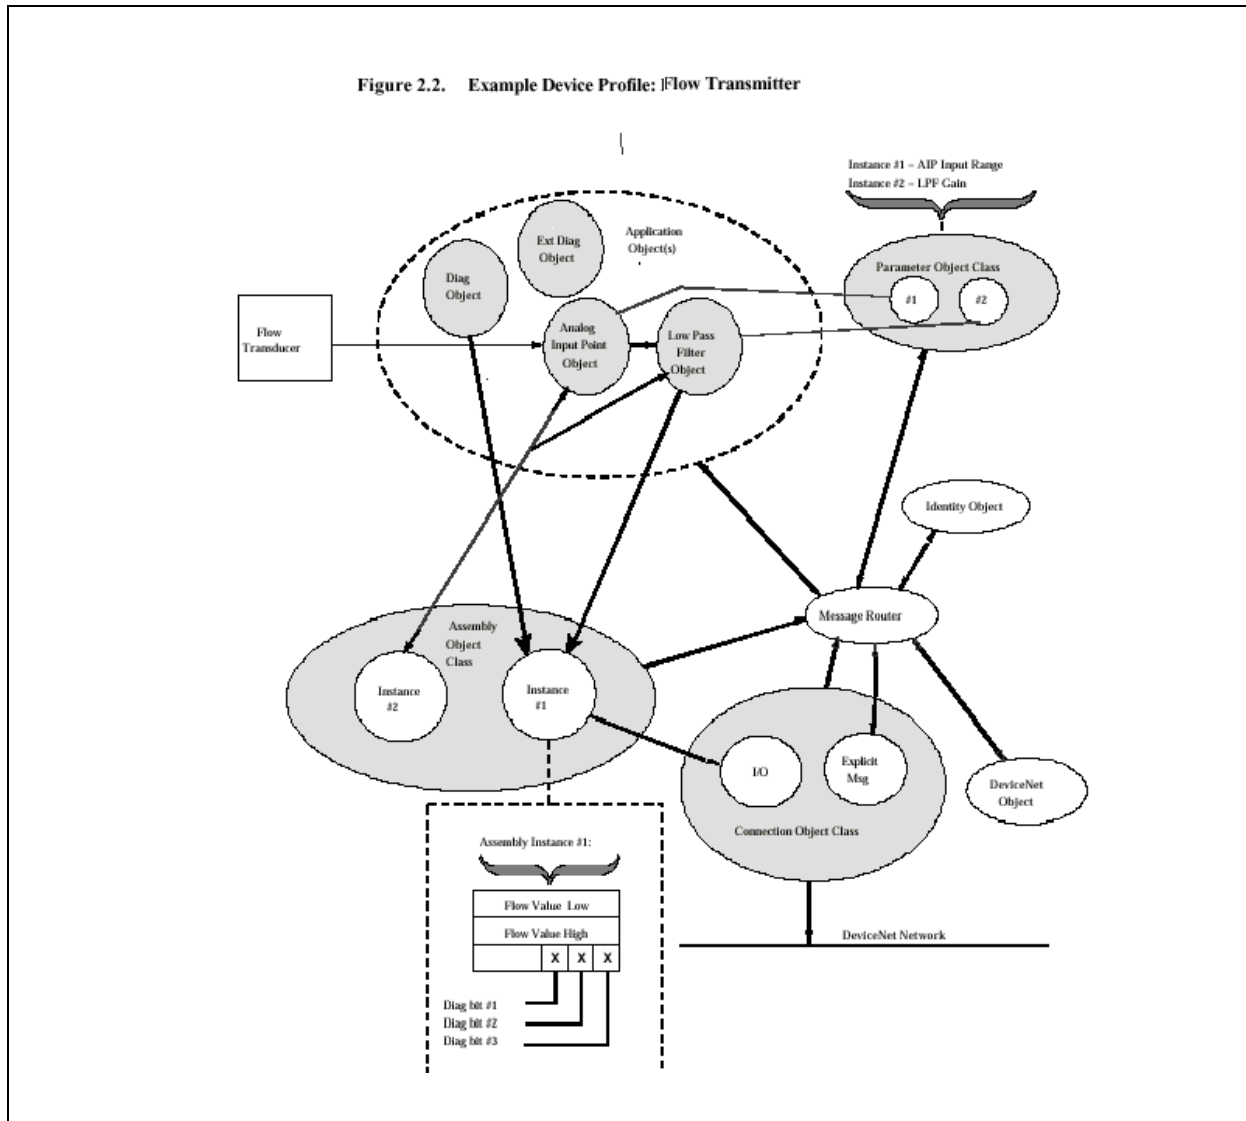 Figure 2.2. Example Device Profile: Flow Transmitter
Instance #1 – AIP Input Range
Instance #2 – LPF Gain
Application
Object(s)
Ext Diag
Object
Diag
Object
Parameter Object Class
#1
#2
Flow
Transducer
Analog
Input Point
Object
Low Pass
Filter
Object
Identity Object
Message Router
Assembly
Object
Class
Instance
#2
Instance
#1
I/O
Explicit
Msg
DeviceNet
Object
Connection Object Class
Assembly Instance #1:
Flow Value Low
Flow Value High
X X X
DeviceNet Network
Diag bit #1
Diag bit #2
Diag bit #3